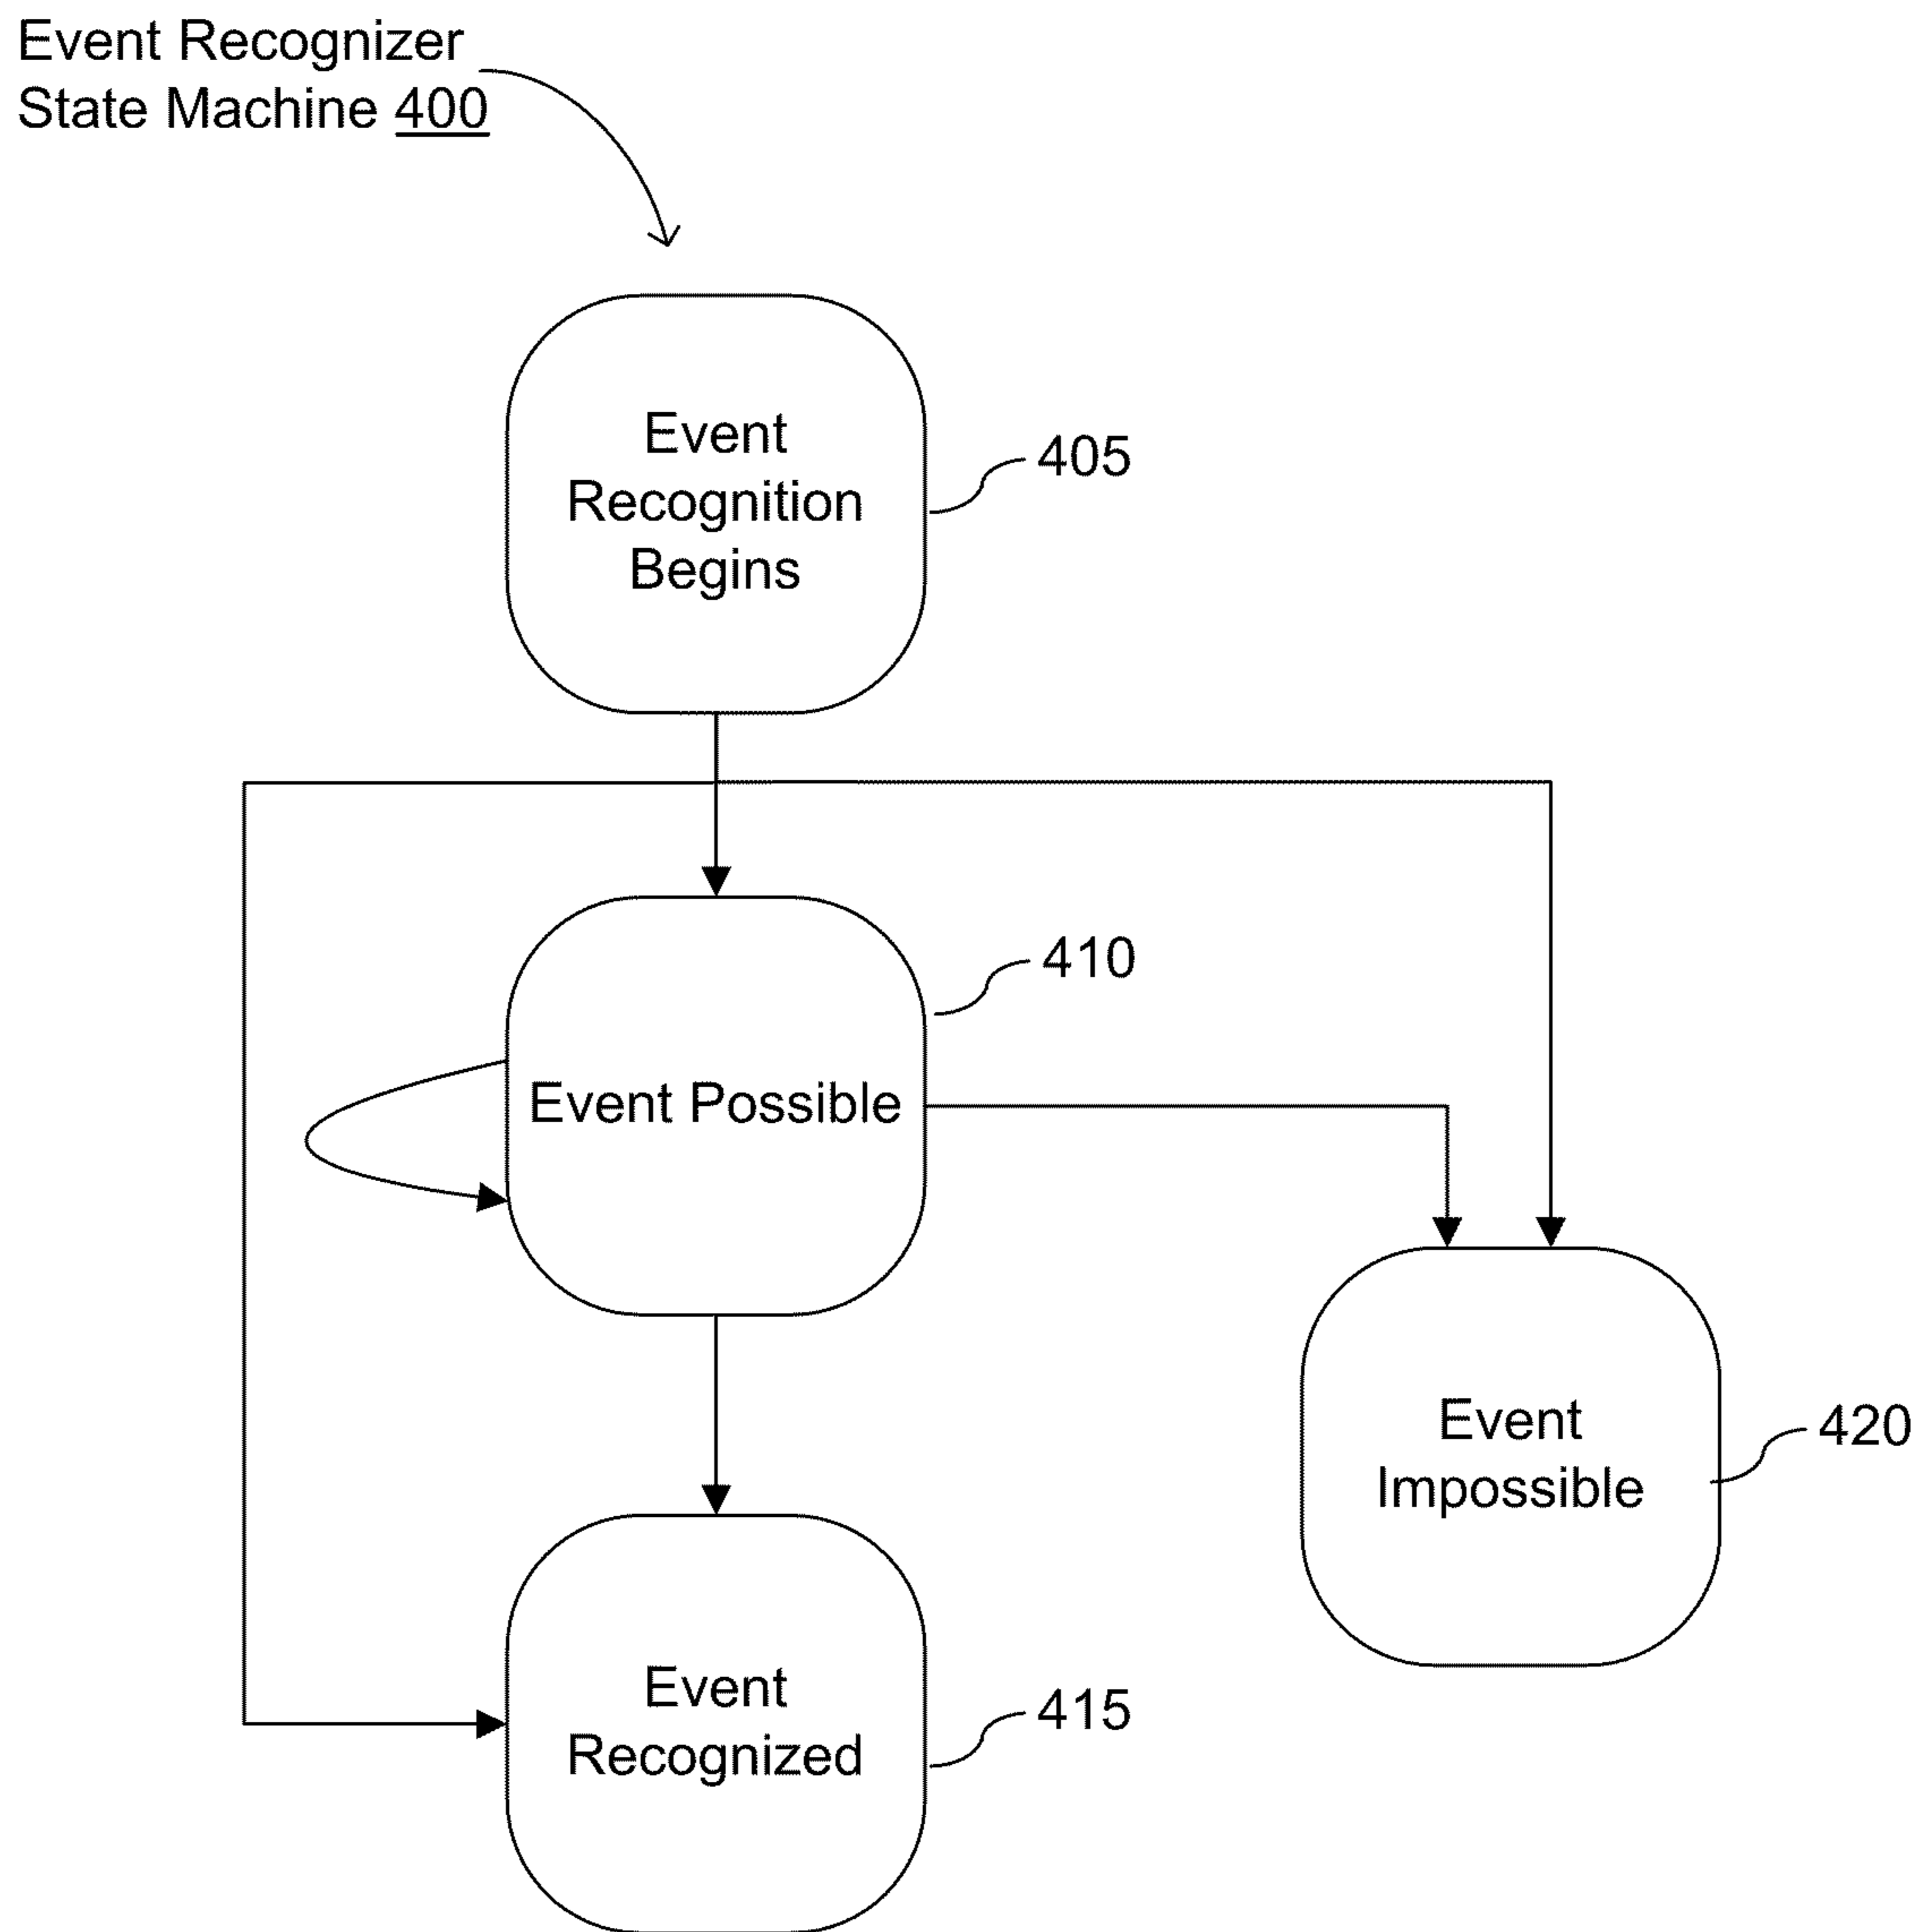 Event Recognizer
State Machine 400
Event
Recognition
Begins
405
410
Event Possible
Event
Impossible
420
Event
Recognized
415